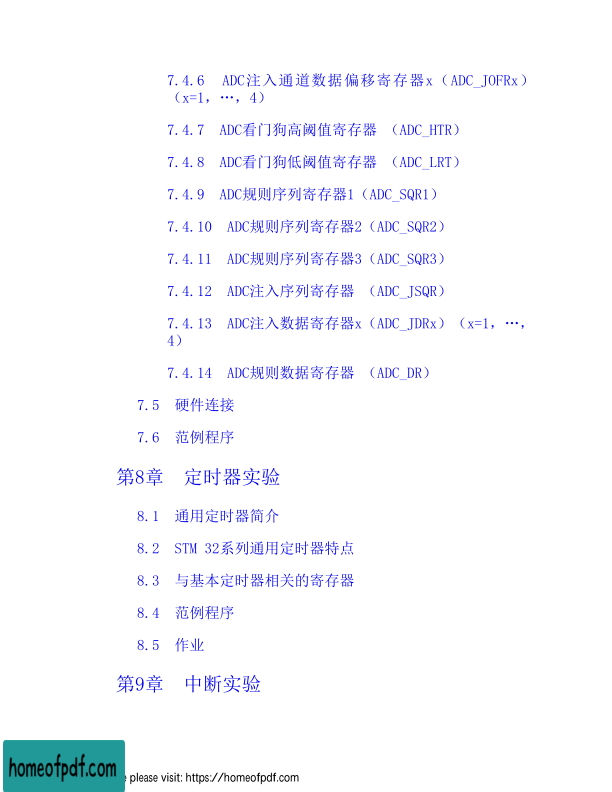 7.4.6 ADC注入通道数据偏移寄存器x（ADC_JOFRx）
（x=1，…，4）
7.4.7 ADC看门狗高阈值寄存器 （ADC_HTR）
7.4.8 ADC看门狗低阈值寄存器 （ADC_LRT）
7.4.9 ADC规则序列寄存器1（ADC_SQR1）
7.4.10 ADC规则序列寄存器2（ADC_SQR2）
7.4.11 ADC规则序列寄存器3（ADC_SQR3）
7.4.12 ADC注入序列寄存器 （ADC_JSQR）
7.4.13 ADC注入数据寄存器x（ADC_JDRx）（x=1，…，
4）
7.4.14 ADC规则数据寄存器 （ADC_DR）
7.5 硬件连接
7.6 范例程序
第8章 定时器实验
8.1 通用定时器简介
8.2 STM 32系列通用定时器特点
8.3 与基本定时器相关的寄存器
8.4 范例程序
8.5 作业
第9章 中断实验
homeofpdf.com
please visit: https://homeofpdf.com